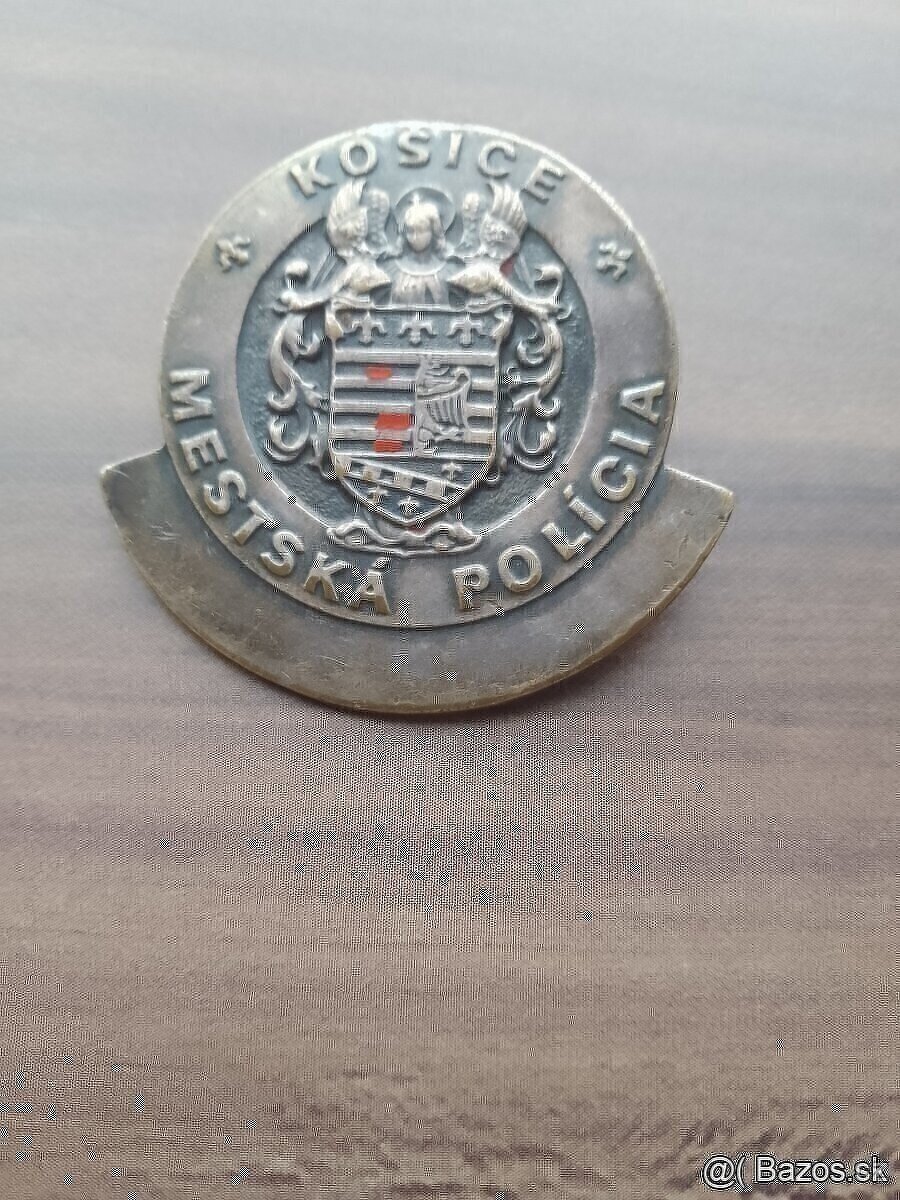 KOŠICE
MESTSKÁ POLÍCIA
@( Bazos.sk